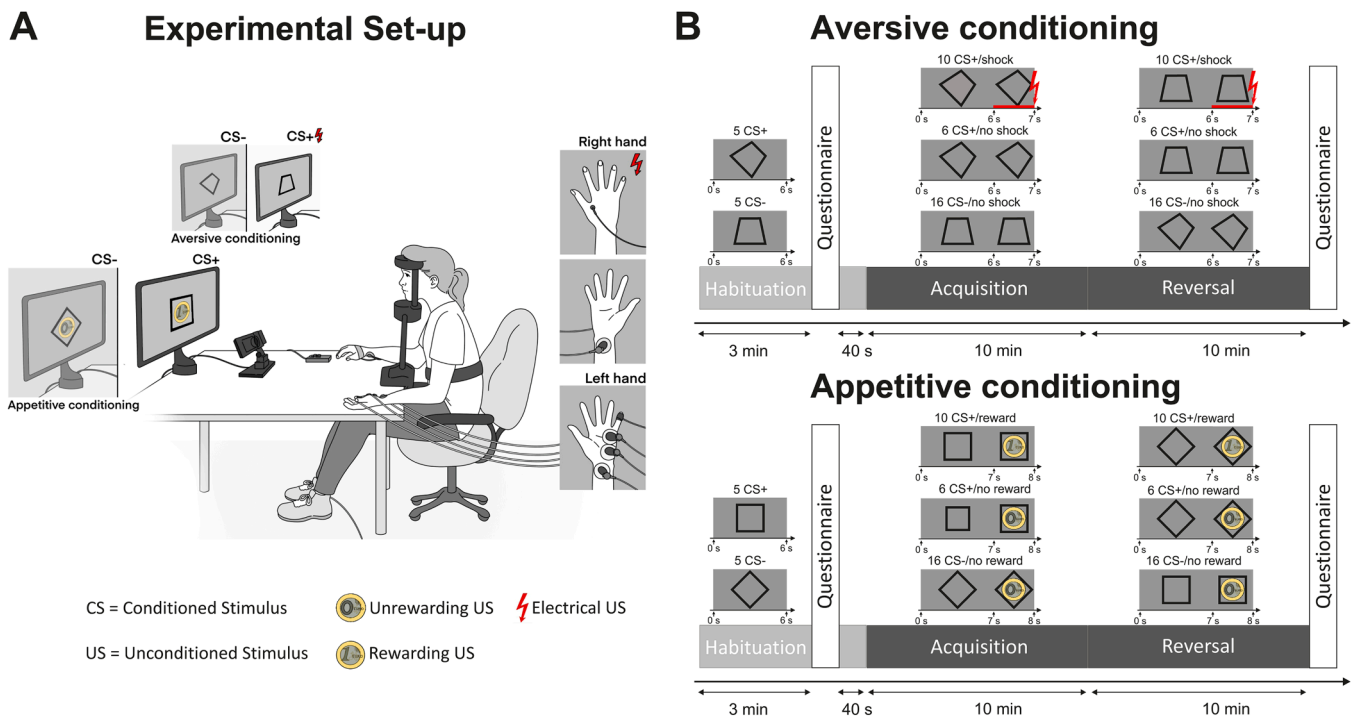 A
Experimental Set-up
CS-
CS+
Aversive conditioning
CS-
CS+
Appetitive conditioning
Right hand
Left hand
CS = Conditioned Stimulus
Unrewarding US
Electrical US
US = Unconditioned Stimulus
Rewarding US
B
Aversive conditioning
5 CS+
0 s 6 s
5 CS-
0 s 6 s
Questionnaire
10 CS+/shock
0 s 6 s 7 s
6 CS+/no shock
0 s 6 s 7 s
16 CS-/no shock
0 s 6 s 7 s
10 CS+/shock
0 s 6 s 7 s
6 CS+/no shock
0 s 6 s 7 s
16 CS-/no shock
0 s 6 s 7 s
Questionnaire
Habituation
Acquisition
Reversal
3 min 40 s 10 min 10 min
Appetitive conditioning
5 CS+
0 s 6 s
5 CS-
0 s 6 s
Questionnaire
10 CS+/reward
0 s 7 s 8 s
6 CS+/no reward
0 s 7 s 8 s
16 CS-/no reward
0 s 7 s 8 s
10 CS+/reward
0 s 7 s 8 s
6 CS+/no reward
0 s 7 s 8 s
16 CS-/no reward
0 s 7 s 8 s
Questionnaire
Habituation
Acquisition
Reversal
3 min 40 s 10 min 10 min